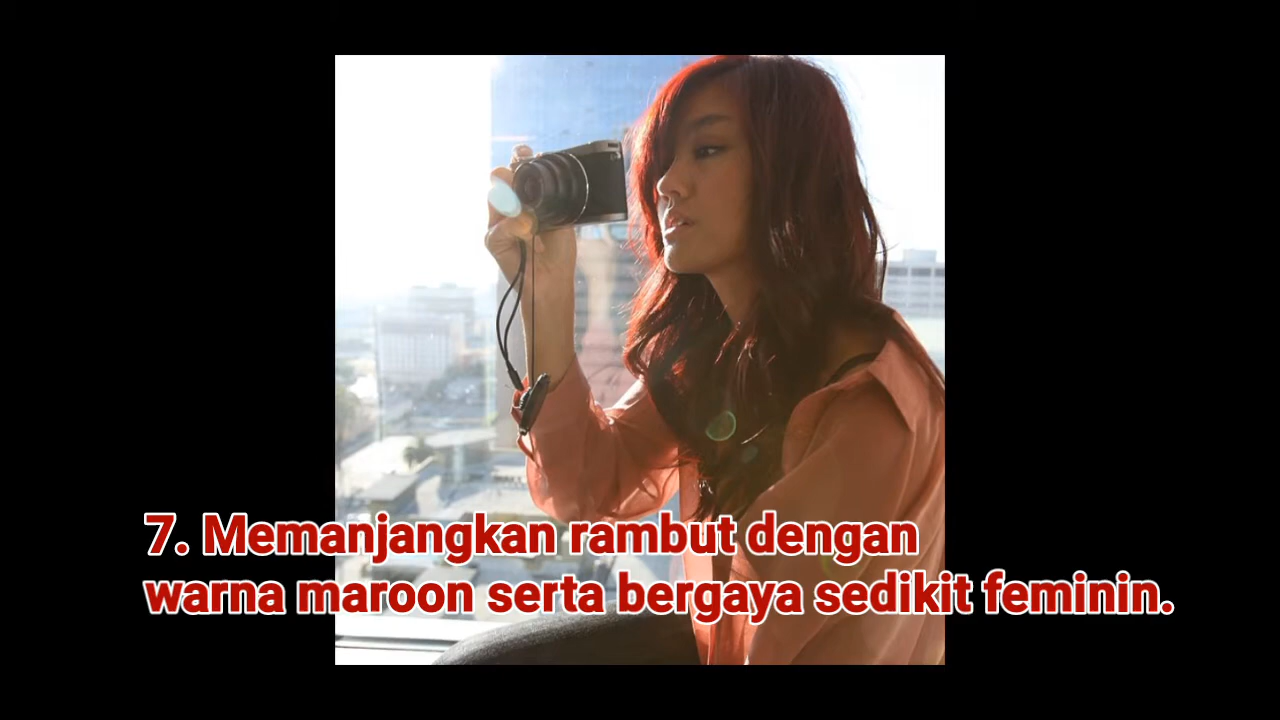 7. Memanjangkan rambut dengan
warna maroon serta bergaya sedikit feminin.